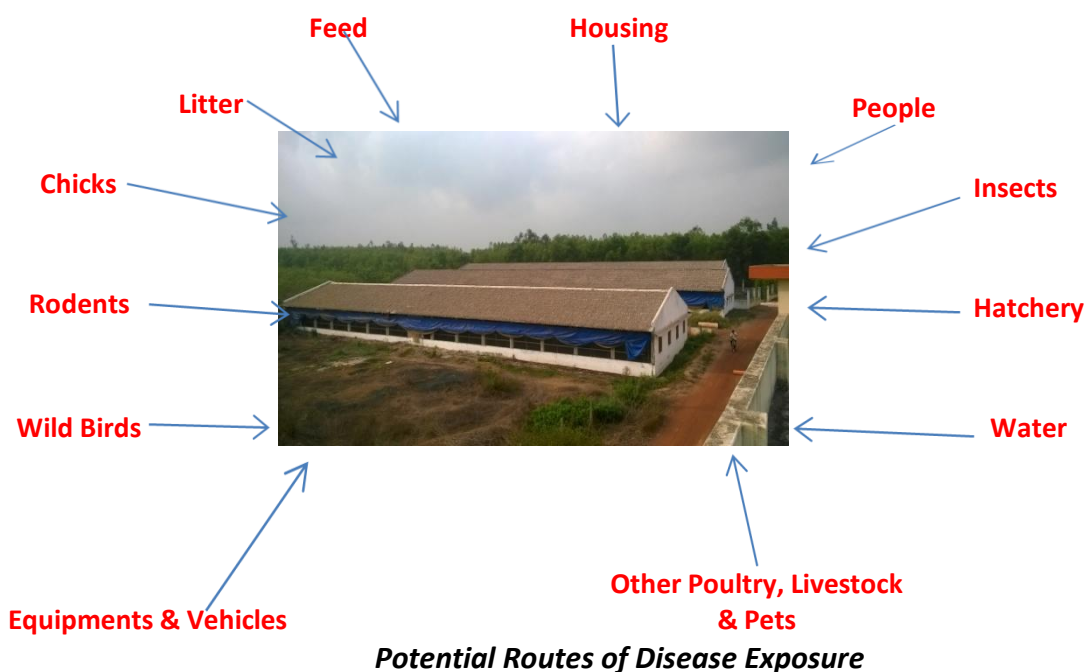 Feed
Housing
Litter
People
Chicks
Insects
Rodents
Hatchery
Wild Birds
Water
Equipments & Vehicles
Other Poultry, Livestock
& Pets
Potential Routes of Disease Exposure